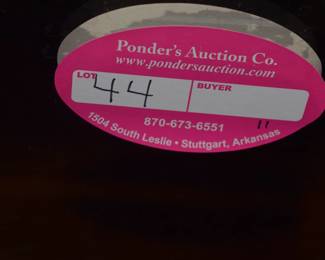 Ponder's Auction Co.
www.pondersauction.com
LOT 44 BUYER
870-673-6551
1504 South Leslie • Stuttgart, Arkansas